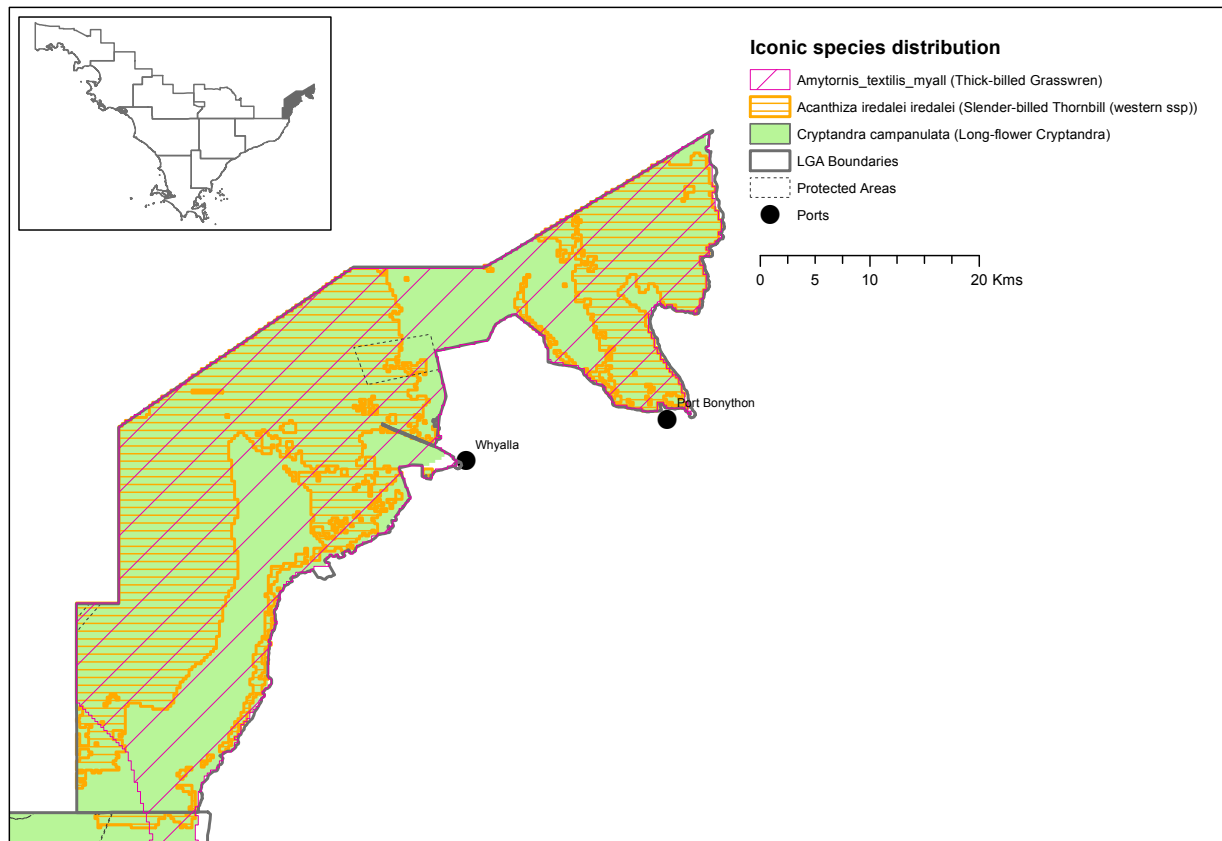 Iconic species distribution
Amytornis_textilis_myall (Thick-billed Grasswren)
Acanthiza iredalei iredalei (Slender-billed Thornbill (western ssp))
Cryptandra campanulata (Long-flower Cryptandra)
LGA Boundaries
Protected Areas
Ports
0 5 10 20 Kms
Port Bonython
Whyalla